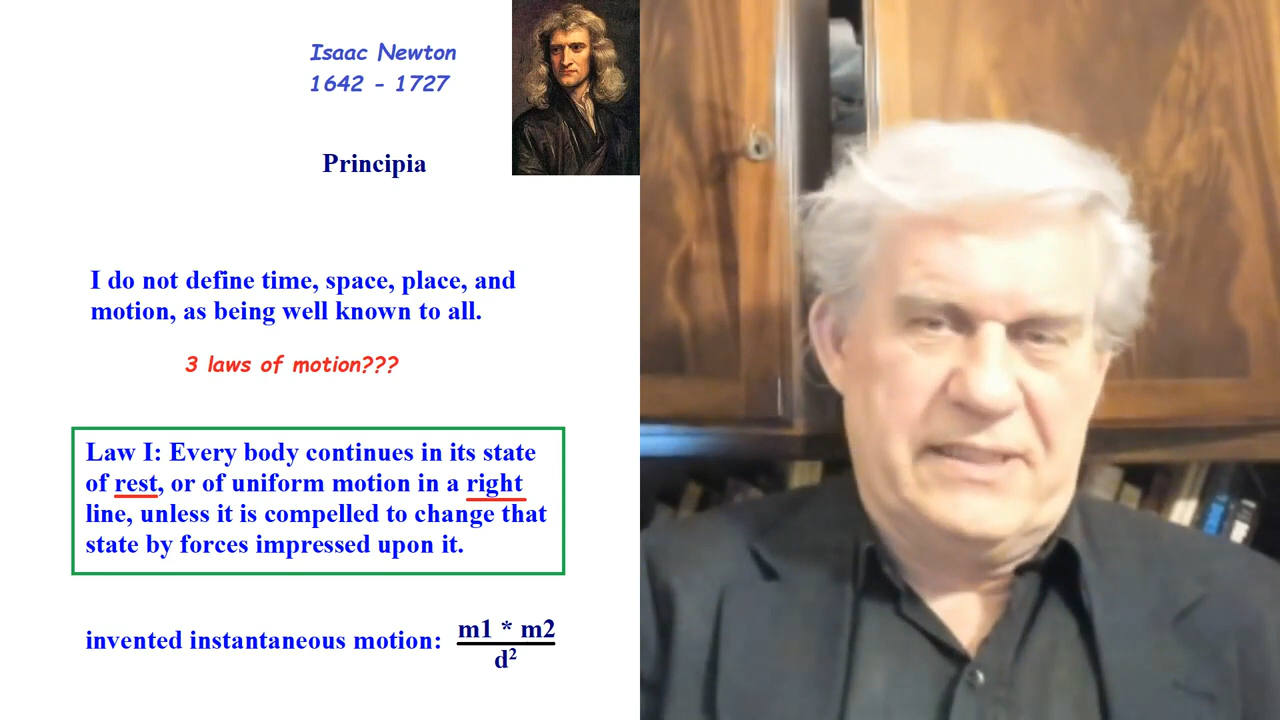 Isaac Newton
1642 - 1727
Principia
I do not define time, space, place, and
motion, as being well known to all.
3 laws of motion???
Law I: Every body continues in its state
of rest, or of uniform motion in a right
line, unless it is compelled to change that
state by forces impressed upon it.
invented instantaneous motion: m1 * m2
d²